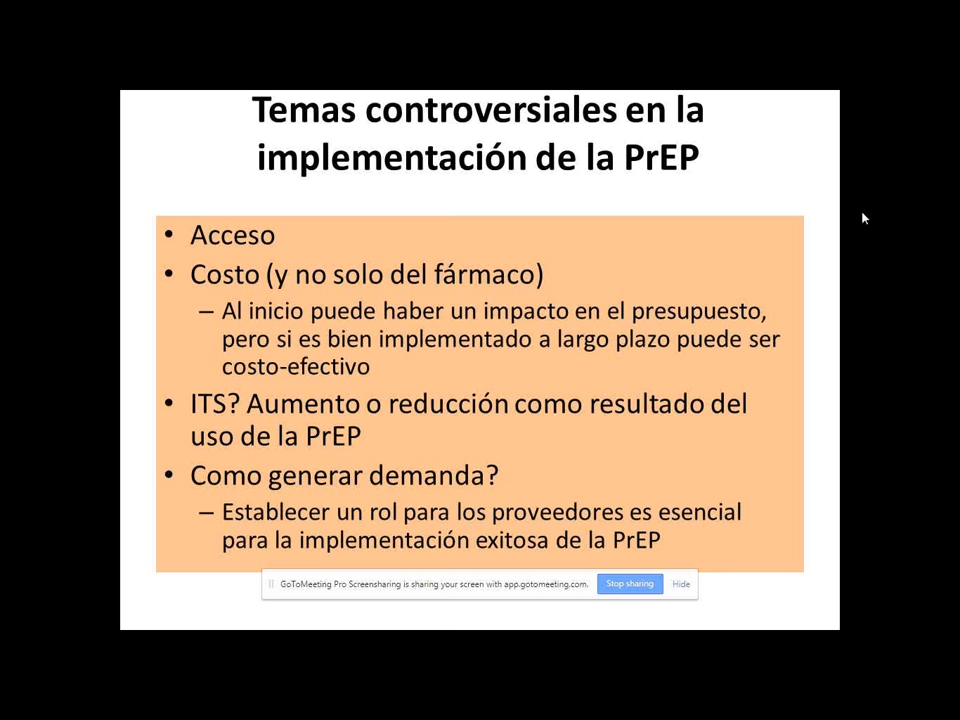 Temas controversiales en la
implementación de la PrEP
• Acceso
• Costo (y no solo del fármaco)
– Al inicio puede haber un impacto en el presupuesto,
pero si es bien implementado a largo plazo puede ser
costo-efectivo
• ITS? Aumento o reducción como resultado del
uso de la PrEP
• Como generar demanda?
– Establecer un rol para los proveedores es esencial
para la implementación exitosa de la PrEP
GoToMeeting Pro Screensharing is sharing your screen with app.gotomeeting.com. Stop sharing Hide